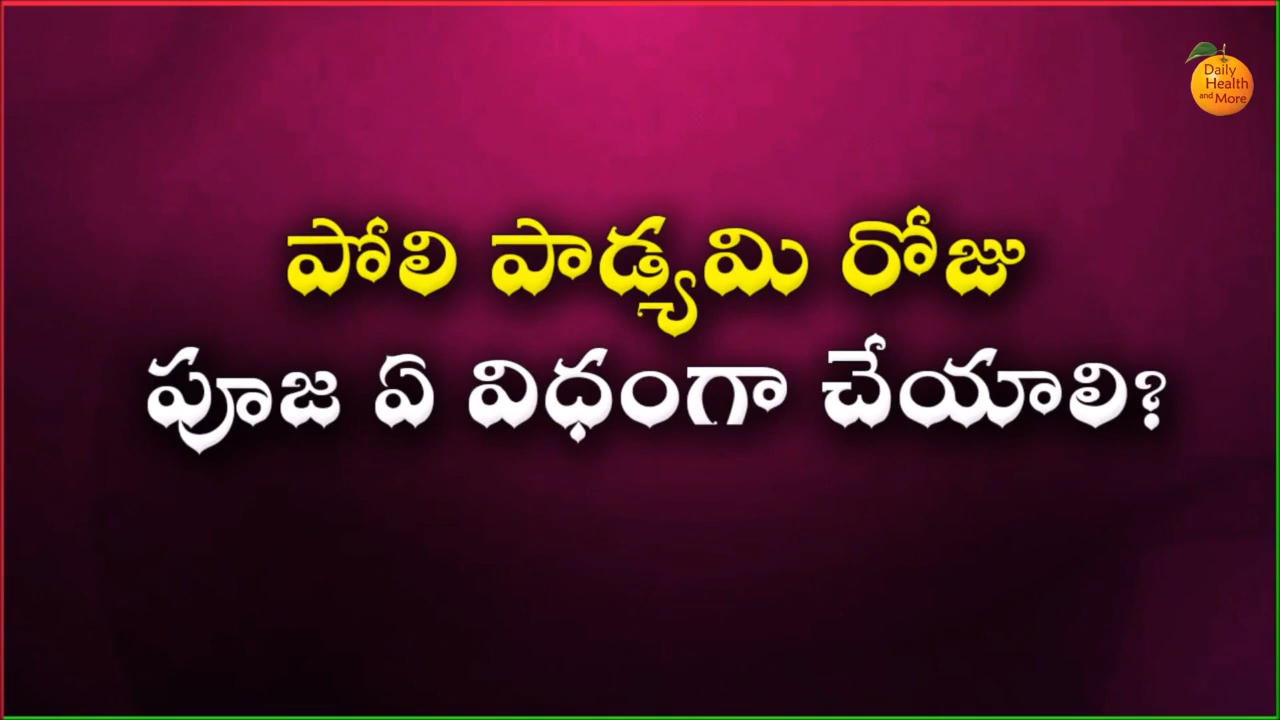 Daily
Health
and More
పోలి పాడ్యమి రోజు
పూజ ఏ విధంగా చేయాలి?